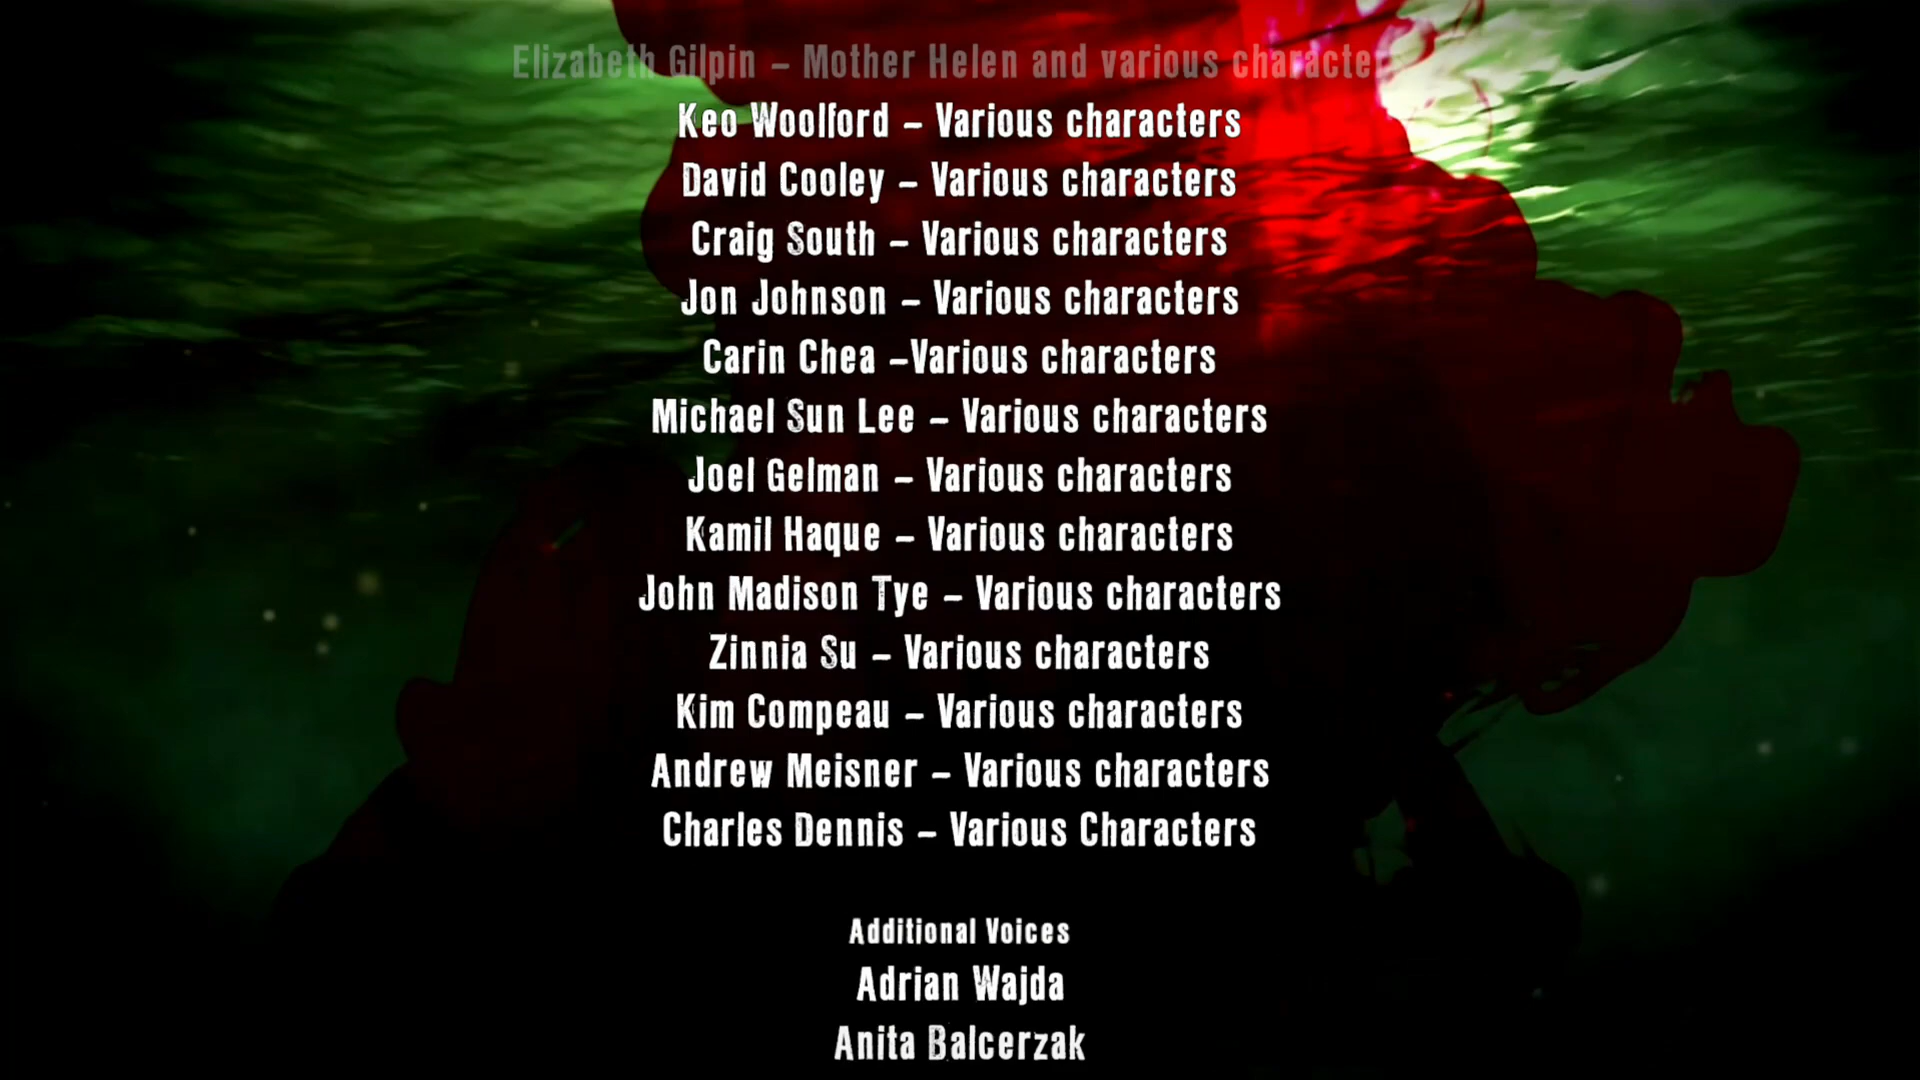 Elizabeth Gilpin – Mother Helen and various characters
Keo Woolford – Various characters
David Cooley – Various characters
Craig South – Various characters
Jon Johnson – Various characters
Carin Chea –Various characters
Michael Sun Lee – Various characters
Joel Gelman – Various characters
Kamil Haque – Various characters
John Madison Tye – Various characters
Zinnia Su – Various characters
Kim Compeau – Various characters
Andrew Meisner – Various characters
Charles Dennis – Various Characters
Additional Voices
Adrian Wajda
Anita Balcerzak